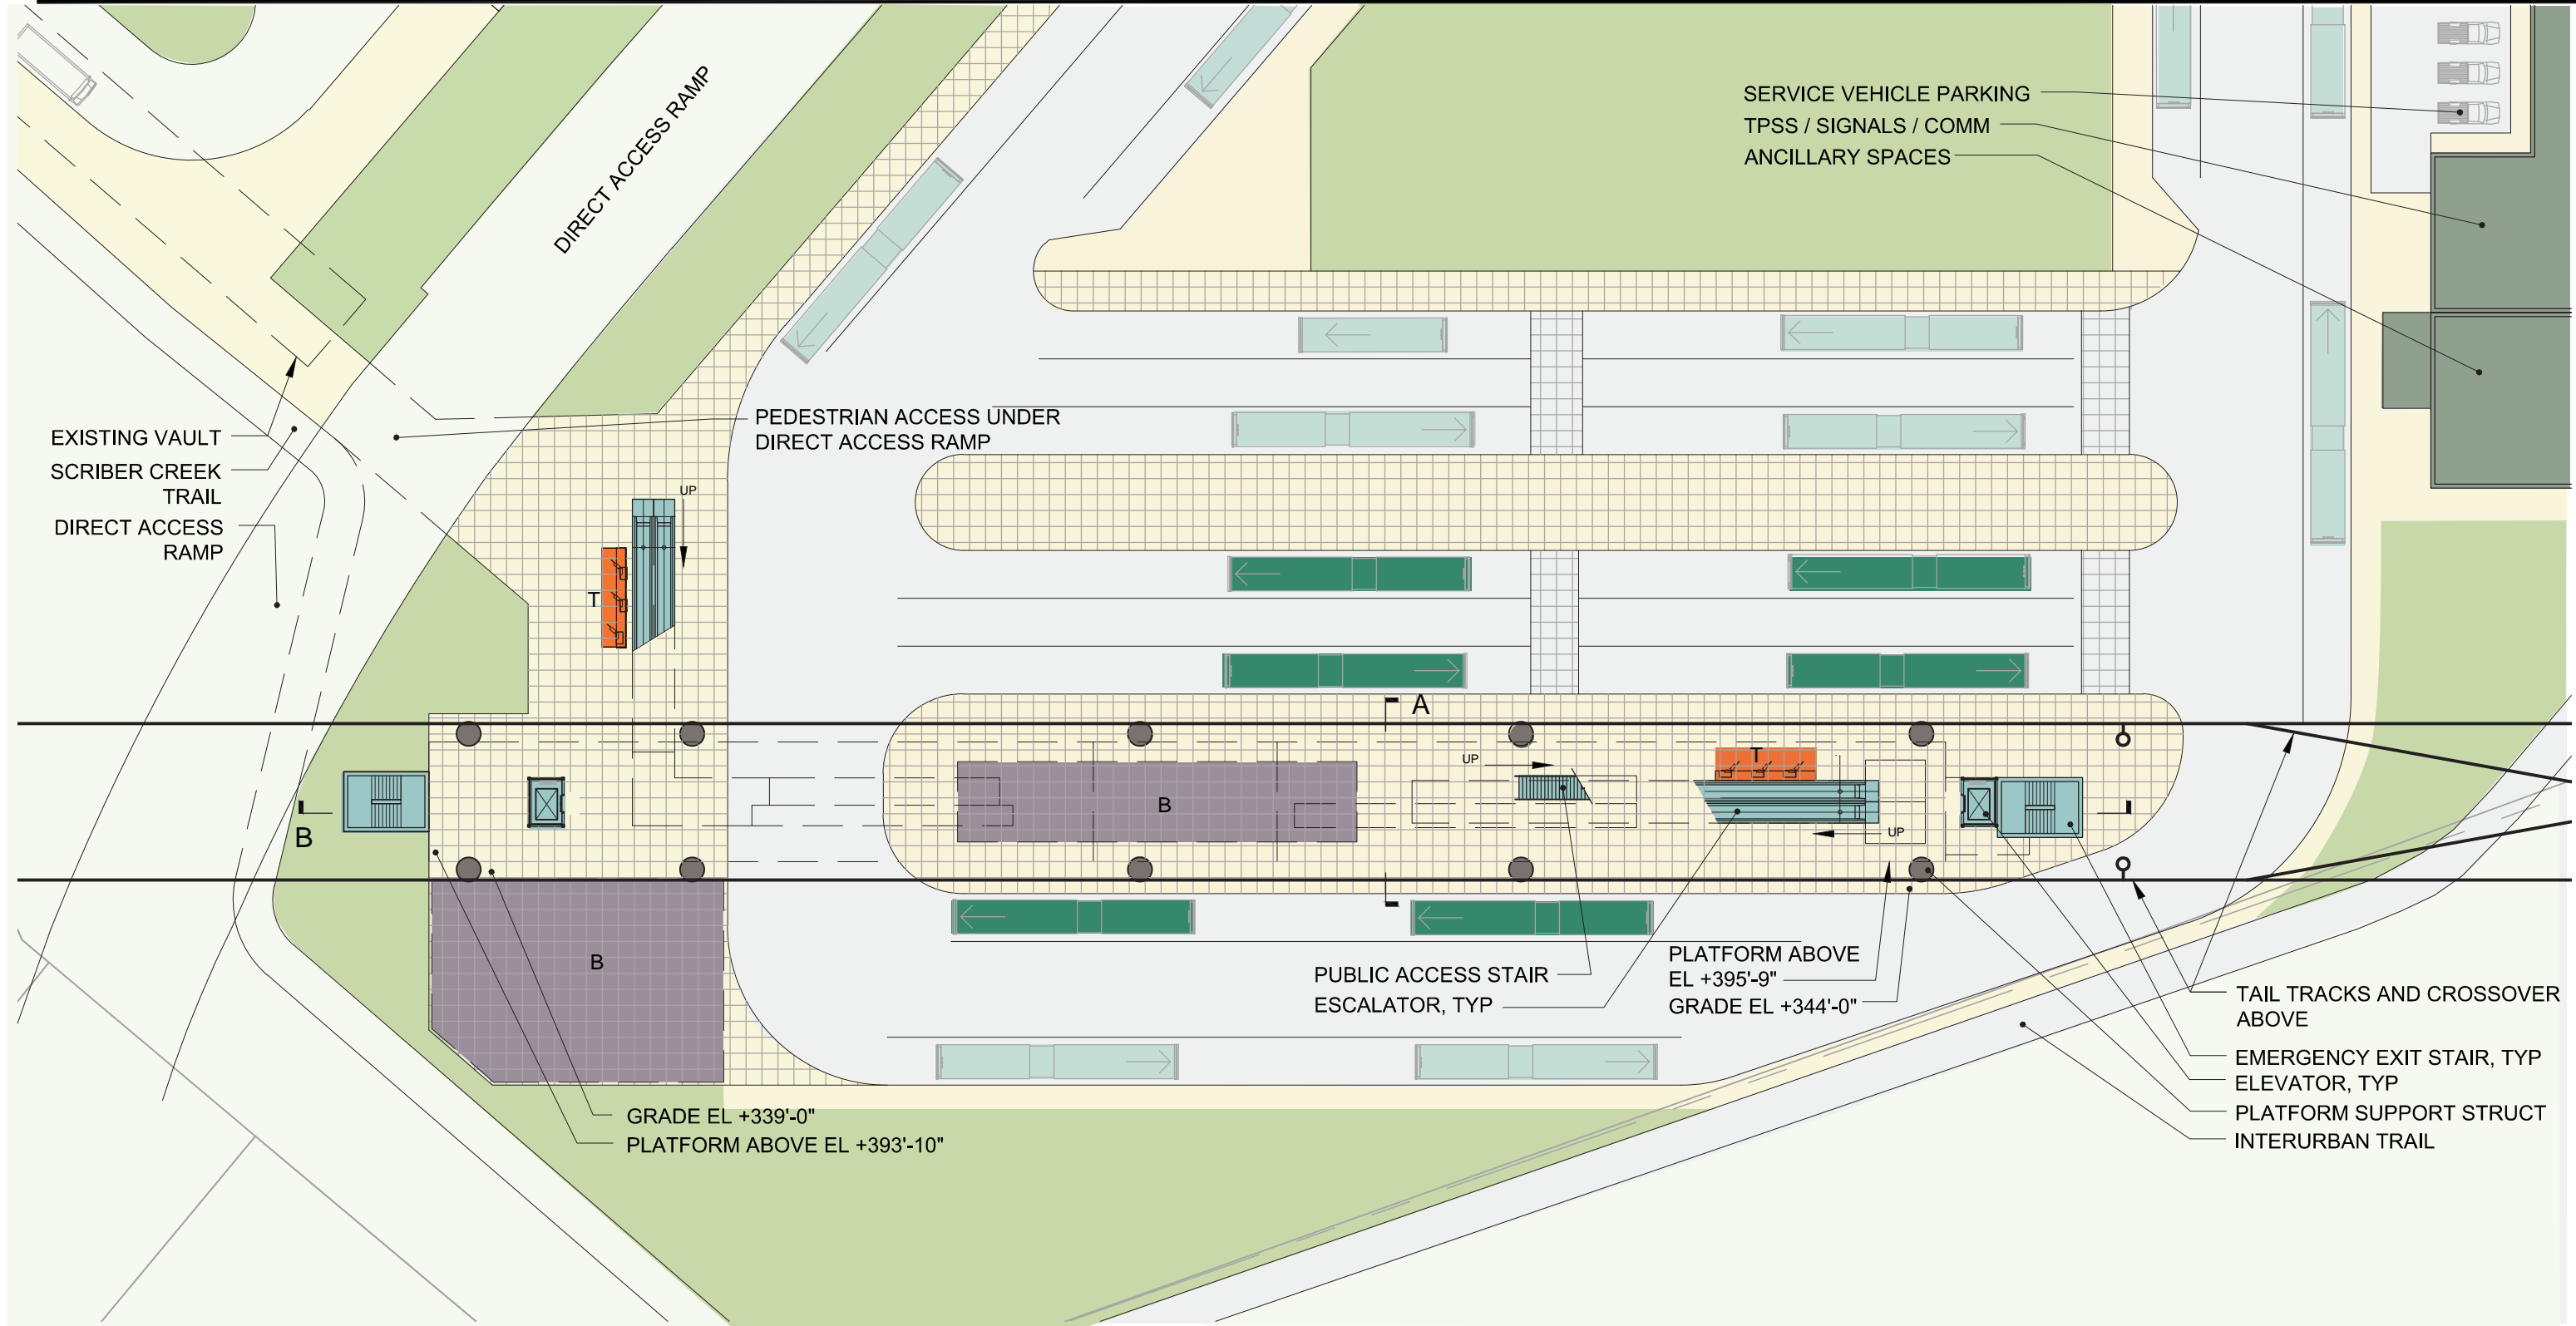 DIRECT ACCESS RAMP
SERVICE VEHICLE PARKING
TPSS / SIGNALS / COMM
ANCILLARY SPACES
EXISTING VAULT
SCRIBER CREEK
TRAIL
DIRECT ACCESS
RAMP
PEDESTRIAN ACCESS UNDER
DIRECT ACCESS RAMP
UP
T
A
UP
T
B
B
UP
B
PUBLIC ACCESS STAIR
ESCALATOR, TYP
PLATFORM ABOVE
EL +395'-9"
GRADE EL +344'-0"
TAIL TRACKS AND CROSSOVER
ABOVE
EMERGENCY EXIT STAIR, TYP
ELEVATOR, TYP
PLATFORM SUPPORT STRUCT
INTERURBAN TRAIL
GRADE EL +339'-0"
PLATFORM ABOVE EL +393'-10"